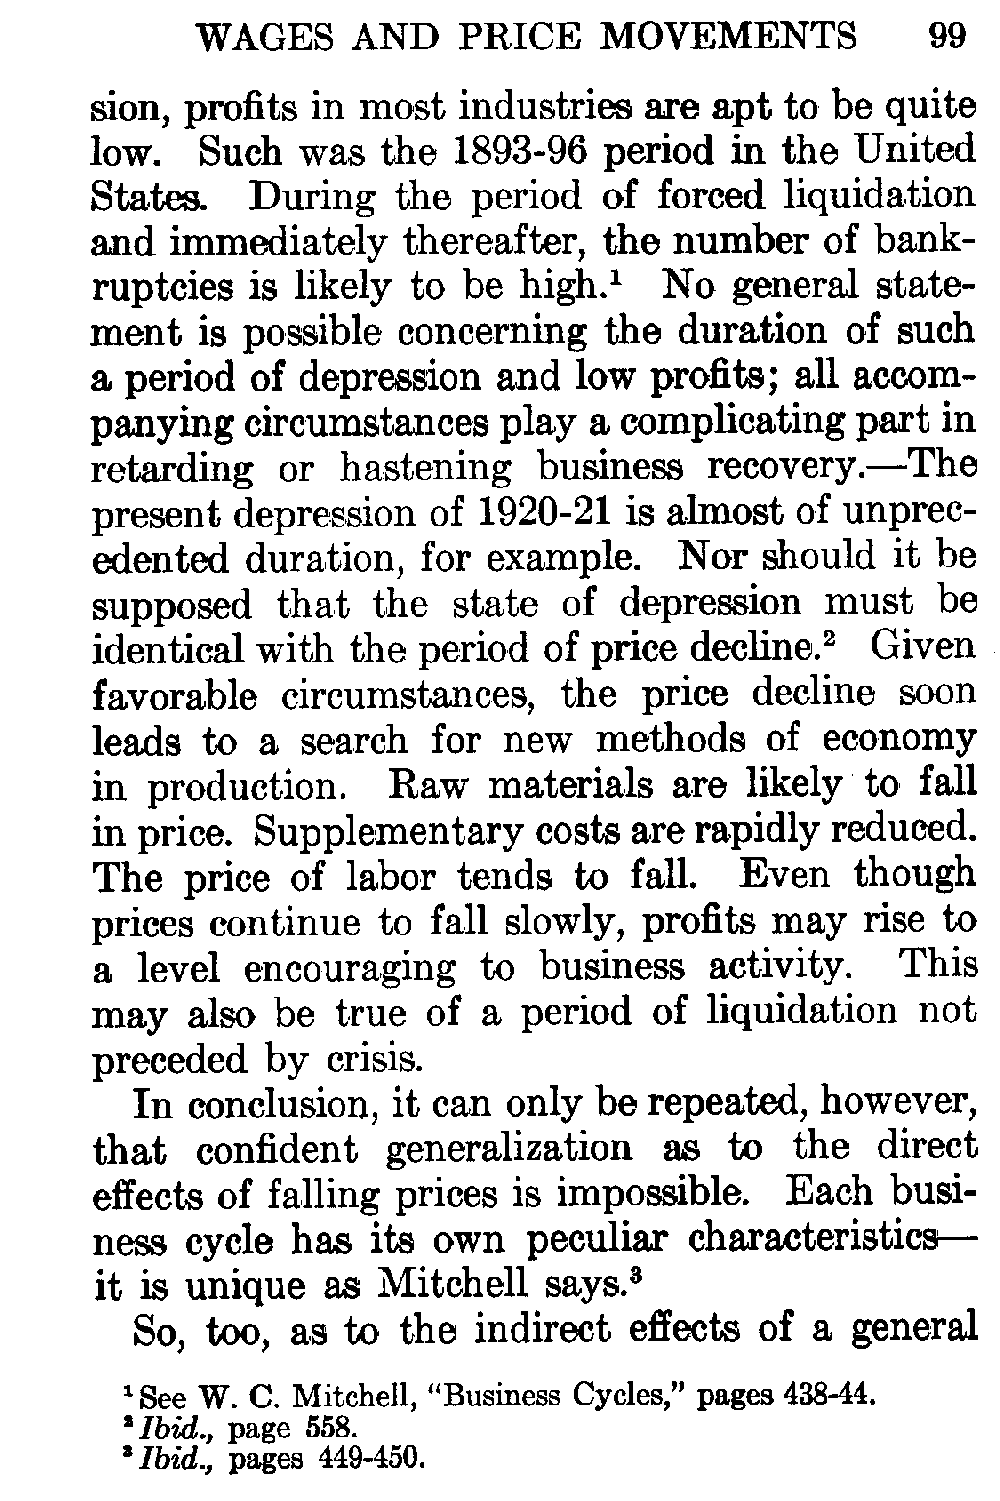 WAGES AND PRICE MOVEMENTS 99
sion, profits in most industries are apt to be quite
low. Such was the 1893-96 period in the United
States. During the period of forced liquidation
and immediately thereafter, the number of bank-
ruptcies is likely to be high.¹ No general state-
ment is possible concerning the duration of such
a period of depression and low profits; all accom-
panying circumstances play a complicating part in
retarding or hastening business recovery.—The
present depression of 1920-21 is almost of unprec-
edented duration, for example. Nor should it be
supposed that the state of depression must be
identical with the period of price decline.² Given
favorable circumstances, the price decline soon
leads to a search for new methods of economy
in production. Raw materials are likely to fall
in price. Supplementary costs are rapidly reduced.
The price of labor tends to fall. Even though
prices continue to fall slowly, profits may rise to
a level encouraging to business activity. This
may also be true of a period of liquidation not
preceded by crisis.
In conclusion, it can only be repeated, however,
that confident generalization as to the direct
effects of falling prices is impossible. Each busi-
ness cycle has its own peculiar characteristics—
it is unique as Mitchell says.³
So, too, as to the indirect effects of a general
¹ See W. C. Mitchell, "Business Cycles," pages 438-44.
² Ibid., page 558.
³ Ibid., pages 449-450.